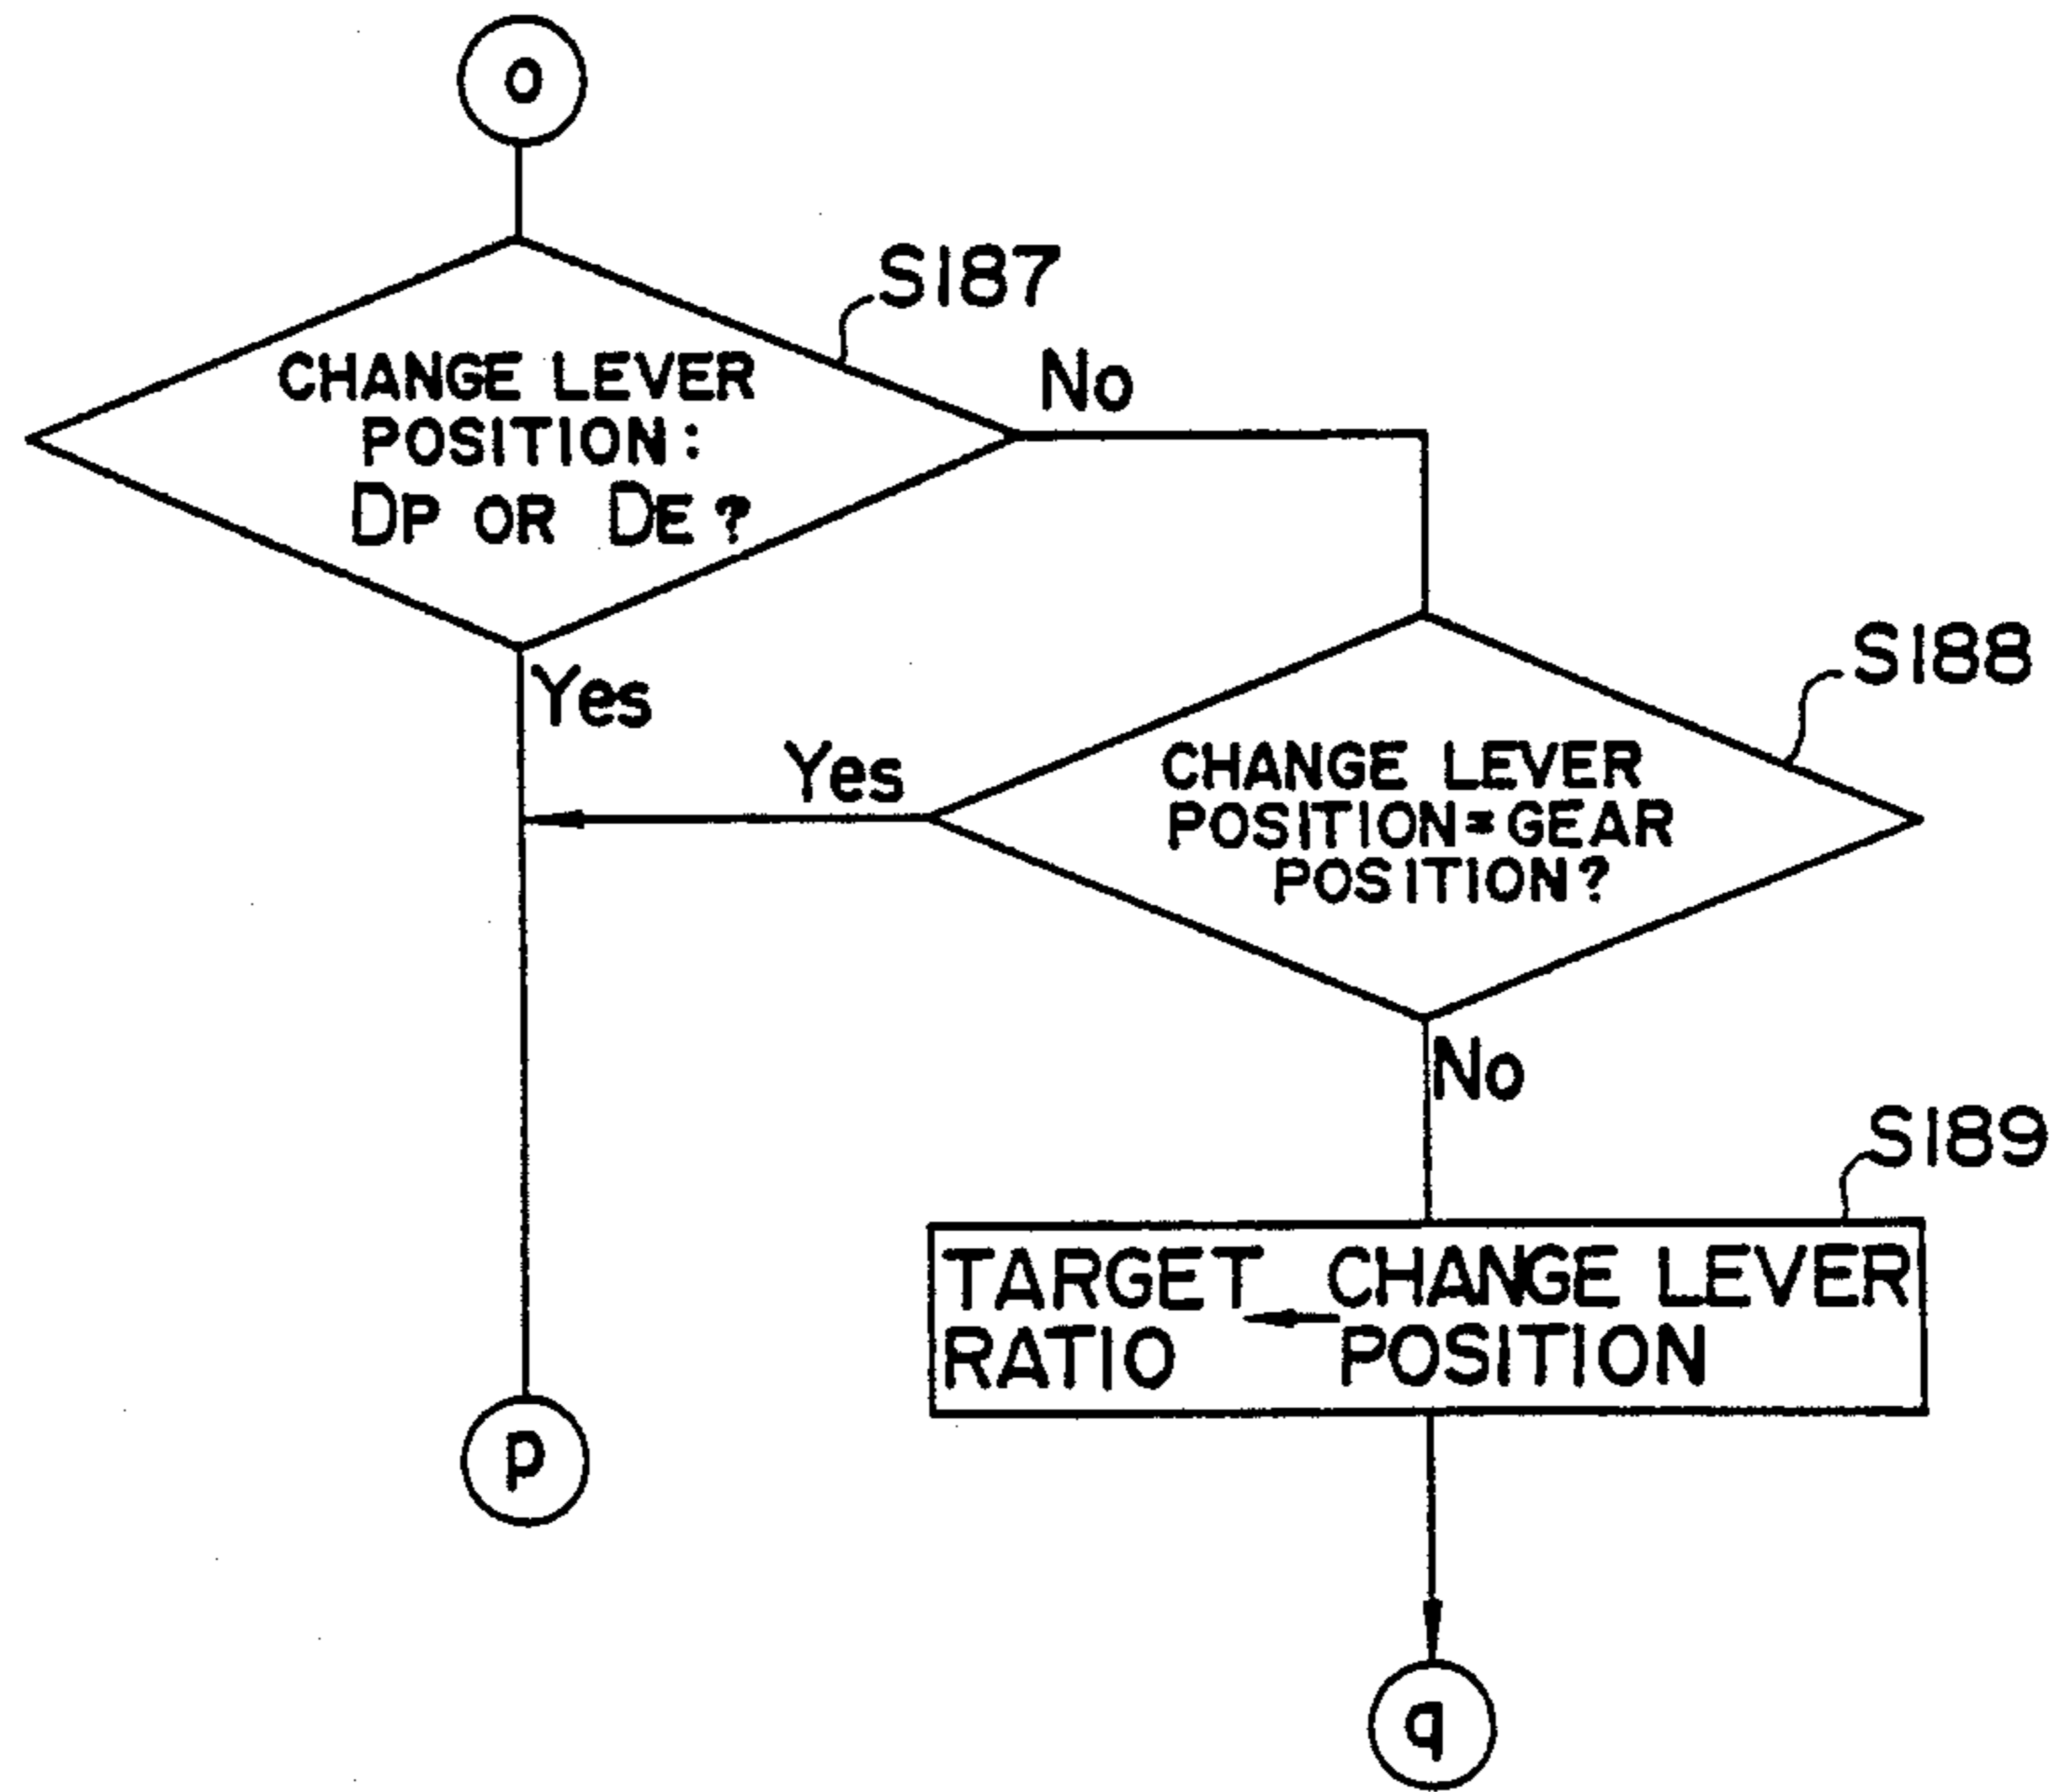 o
S187
CHANGE LEVER
POSITION:
DP OR DE?
No
Yes
S188
Yes
CHANGE LEVER
POSITION=GEAR
POSITION?
No
S189
TARGET ← CHANGE LEVER
RATIO POSITION
p
q